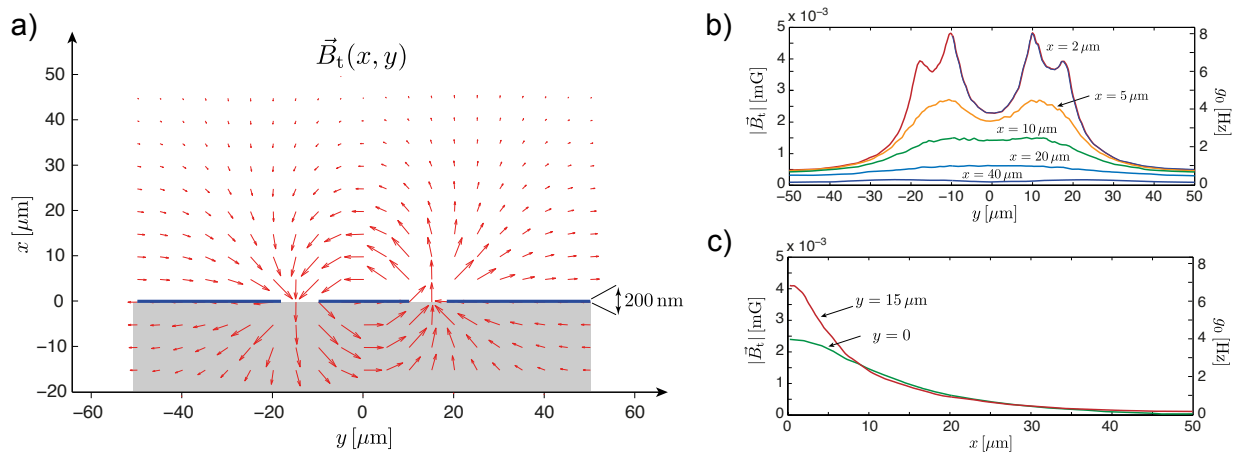 a)
B⃗t(x, y)
x [μm]
50
40
30
20
10
0
−10
−20
200 nm
−60
−40
−20
0
20
40
60
y [μm]
b)
5 x 10⁻³
4
3
2
1
0
|B⃗t| [mG]
x = 2 μm
x = 5 μm
x = 10 μm
x = 20 μm
x = 40 μm
8
6
4
2
0
g₀ [Hz]
−50
−40
−30
−20
−10
0
10
20
30
40
50
y [μm]
c)
5 x 10⁻³
4
3
2
1
0
|B⃗t| [mG]
y = 15 μm
y = 0
8
6
4
2
0
g₀ [Hz]
0
10
20
30
40
50
x [μm]